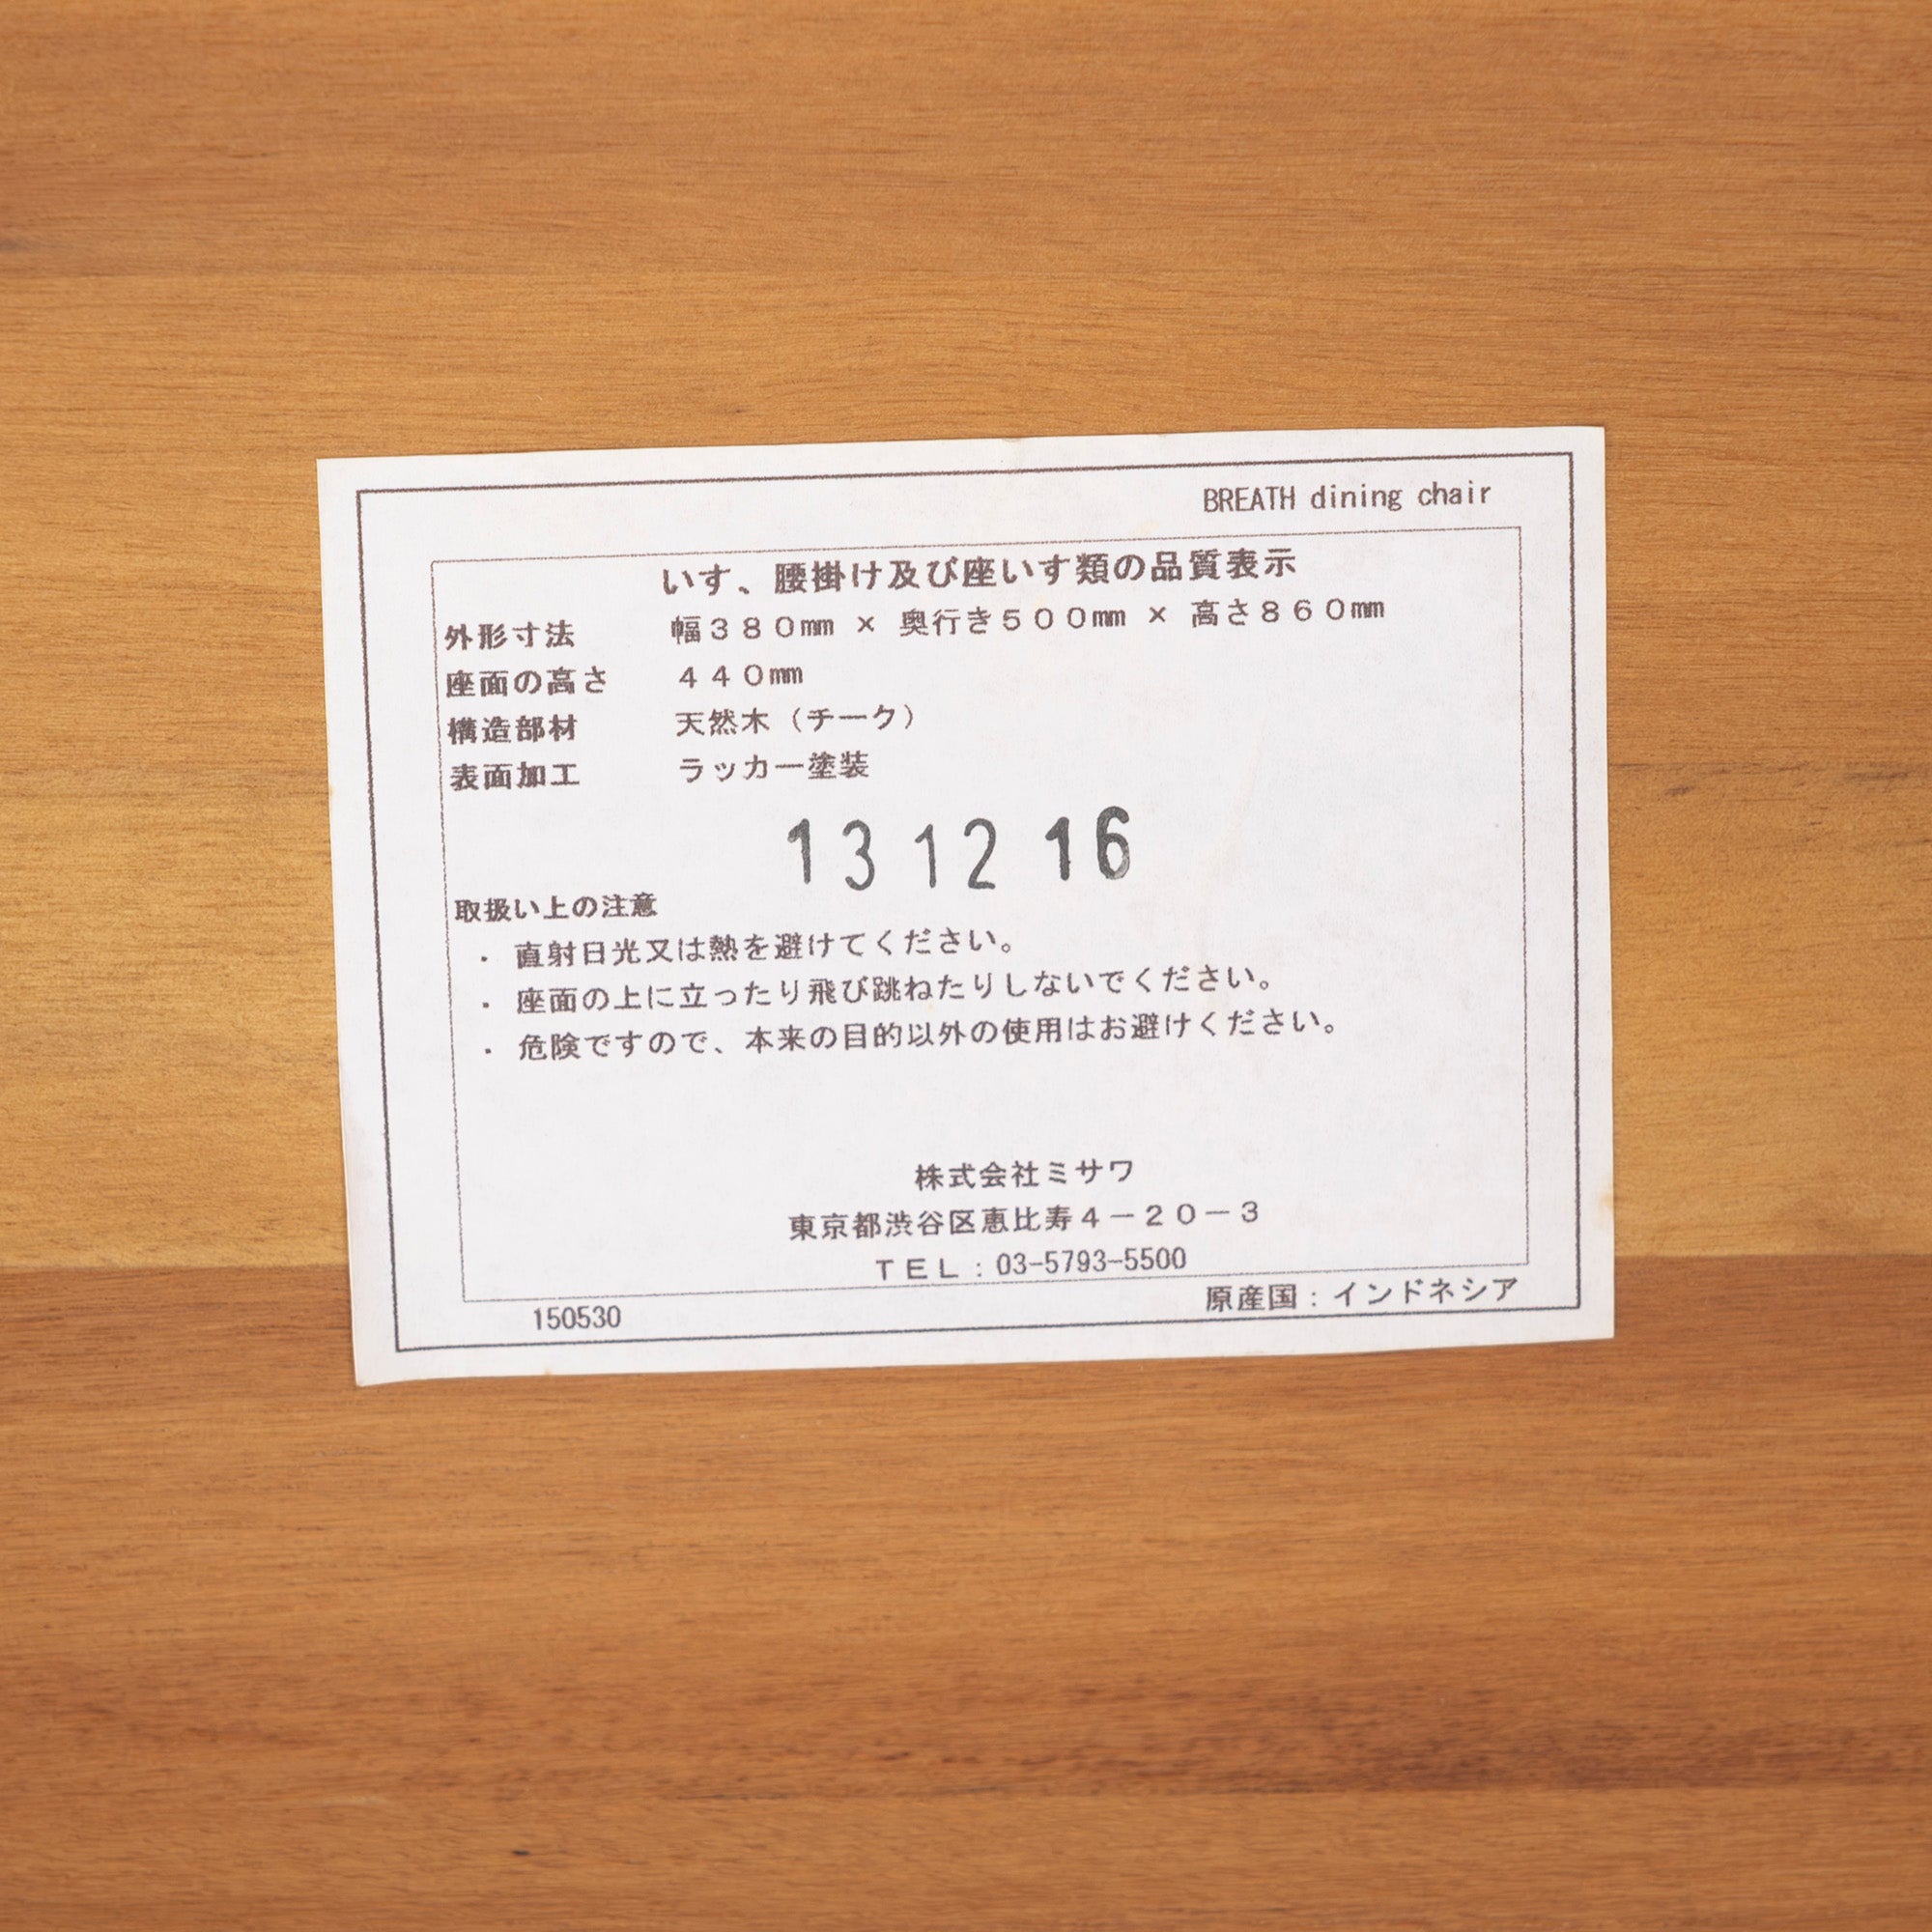 BREATH dining chair
いす、腰掛け及び座いす類の品質表示
外形寸法 幅３８０㎜ × 奥行き５００㎜ × 高さ８６０㎜
座面の高さ ４４０㎜
構造部材 天然木（チーク）
表面加工 ラッカー塗装
13 12 16
取扱い上の注意
・ 直射日光又は熱を避けてください。
・ 座面の上に立ったり飛び跳ねたりしないでください。
・ 危険ですので、本来の目的以外の使用はお避けください。
株式会社ミサワ
東京都渋谷区恵比寿４－２０－３
ＴＥＬ：03-5793-5500
150530 原産国：インドネシア